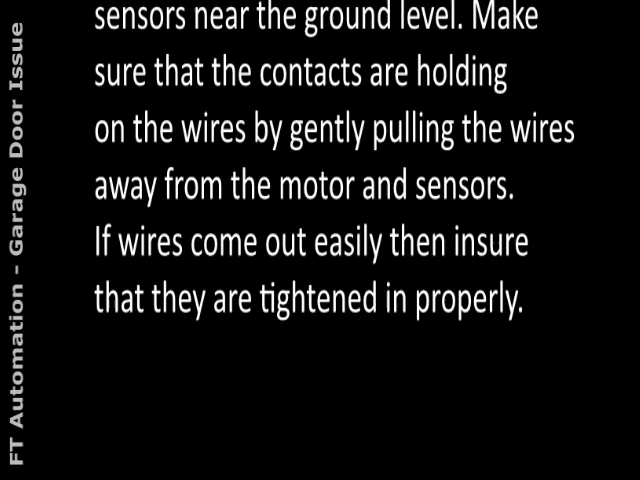 sensors near the ground level. Make
sure that the contacts are holding
on the wires by gently pulling the wires
away from the motor and sensors.
If wires come out easily then insure
that they are tightened in properly.
FT Automation - Garage Door Issue